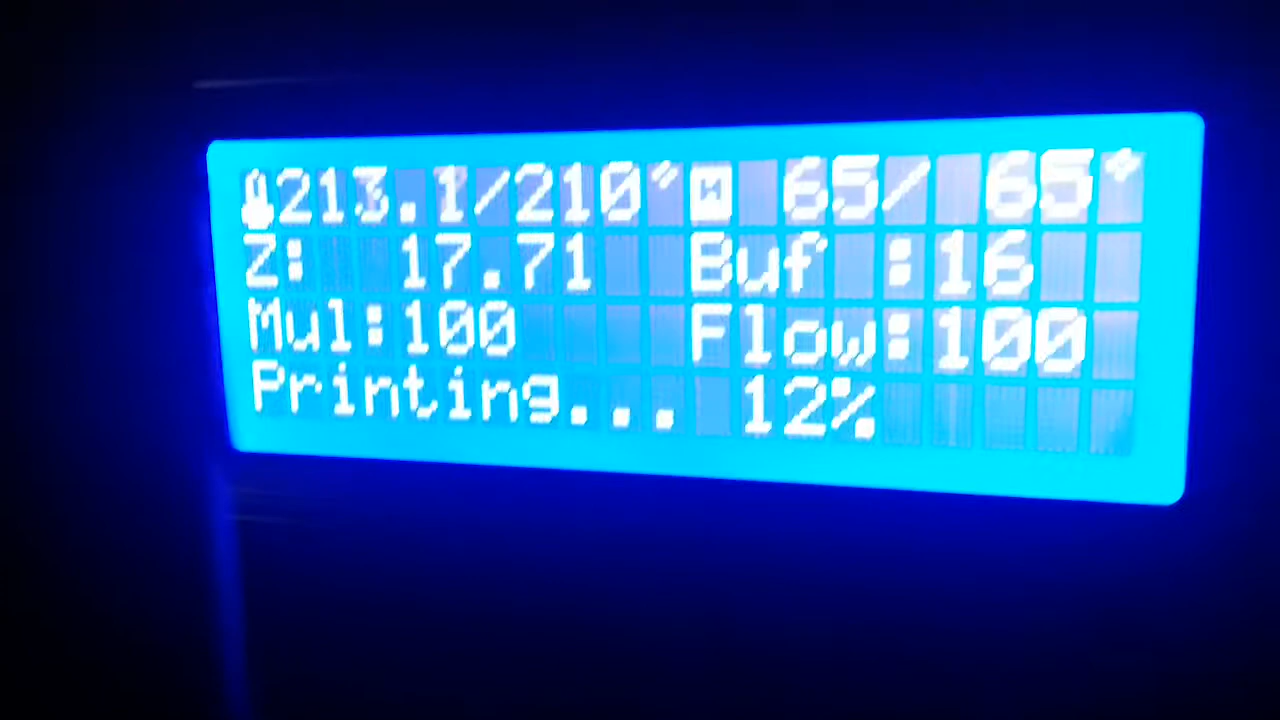 213.1/210° 65/ 65°
Z: 17.71 Buf :16
Mul:100 Flow:100
Printing... 12%